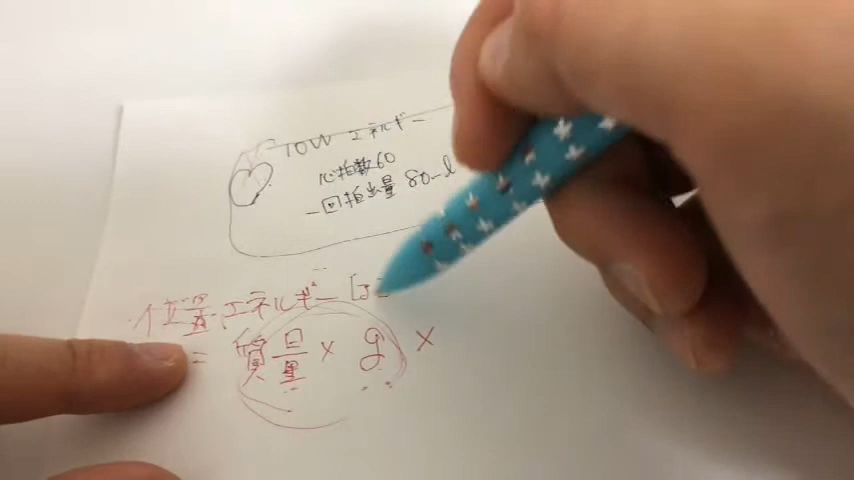 10W エネルギー
心拍数60
一回拍出量 80ml
位置エネルギー [J]
= 質量 × g ×